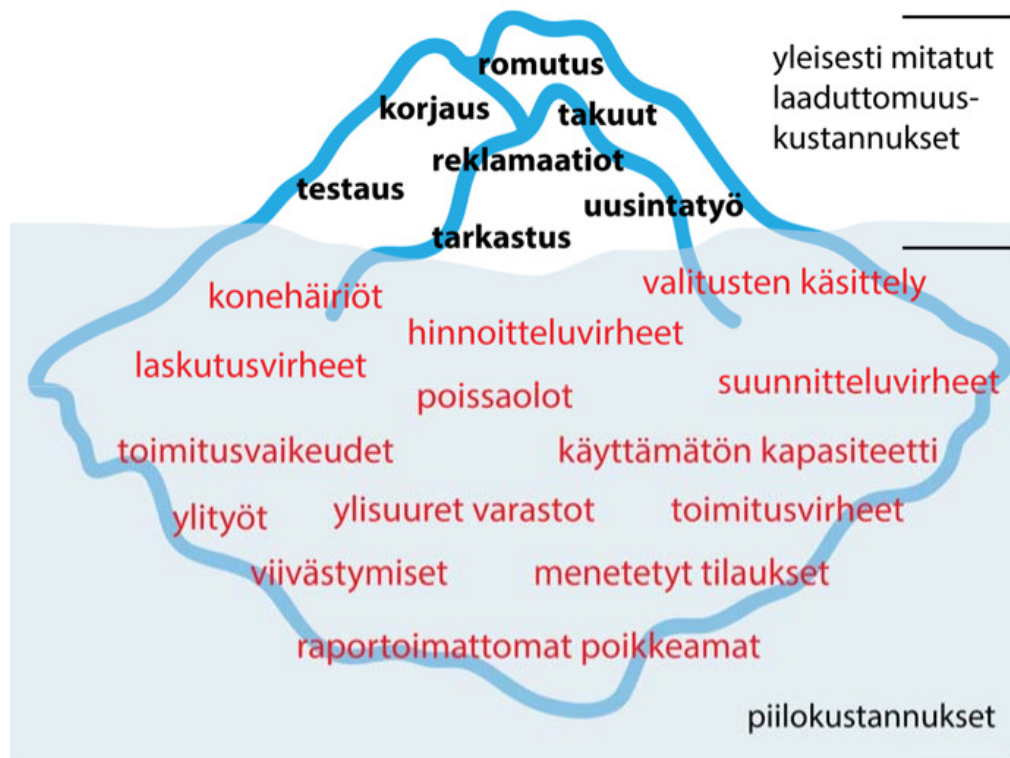 romutus
yleisesti mitatut
laaduttomuus-
kustannukset
korjaus
takuut
reklamaatiot
testaus
uusintatyö
tarkastus
konehäiriöt
valitusten käsittely
hinnoitteluvirheet
laskutusvirheet
poissaolot
suunnitteluvirheet
toimitusvaikeudet
käyttämätön kapasiteetti
ylityöt
ylisuuret varastot
toimitusvirheet
viivästymiset
menetetyt tilaukset
raportoimattomat poikkeamat
piilokustannukset